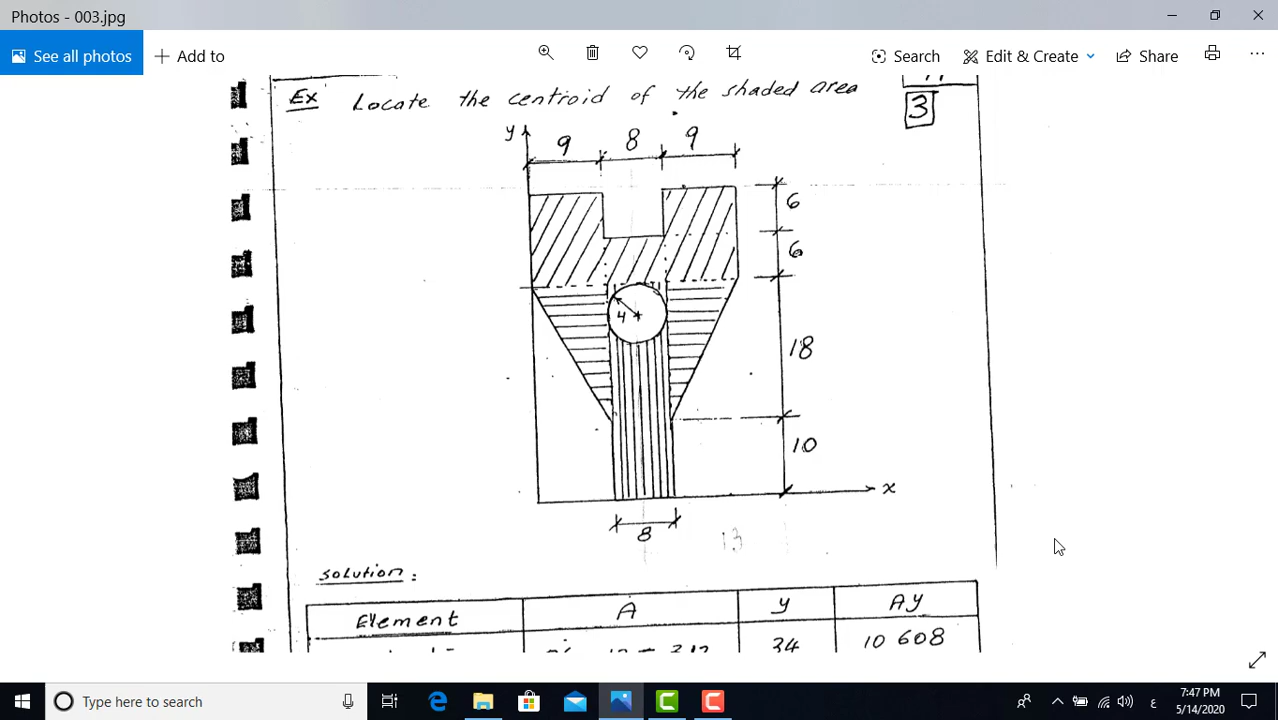 Photos - 003.jpg
See all photos
Add to
Search
Edit & Create
Share
Ex Locate the centroid of the shaded area
3
y
9 8 9
6
6
4
18
10
x
8
13
Solution:
Element A y Ay
312 34 10 608
Type here to search
ع
7:47 PM
5/14/2020